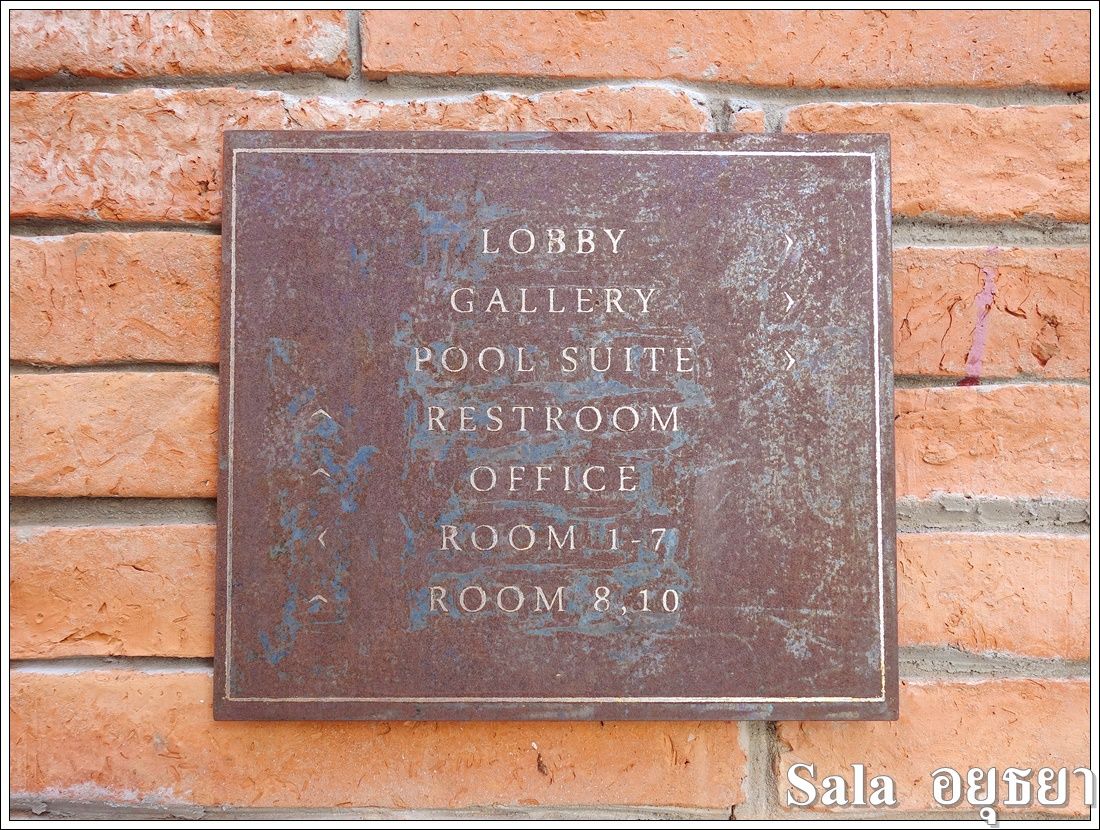 LOBBY >
GALLERY >
POOL SUITE >
^ RESTROOM
^ OFFICE
< ROOM 1-7
^ ROOM 8,10
Sala อยุธยา